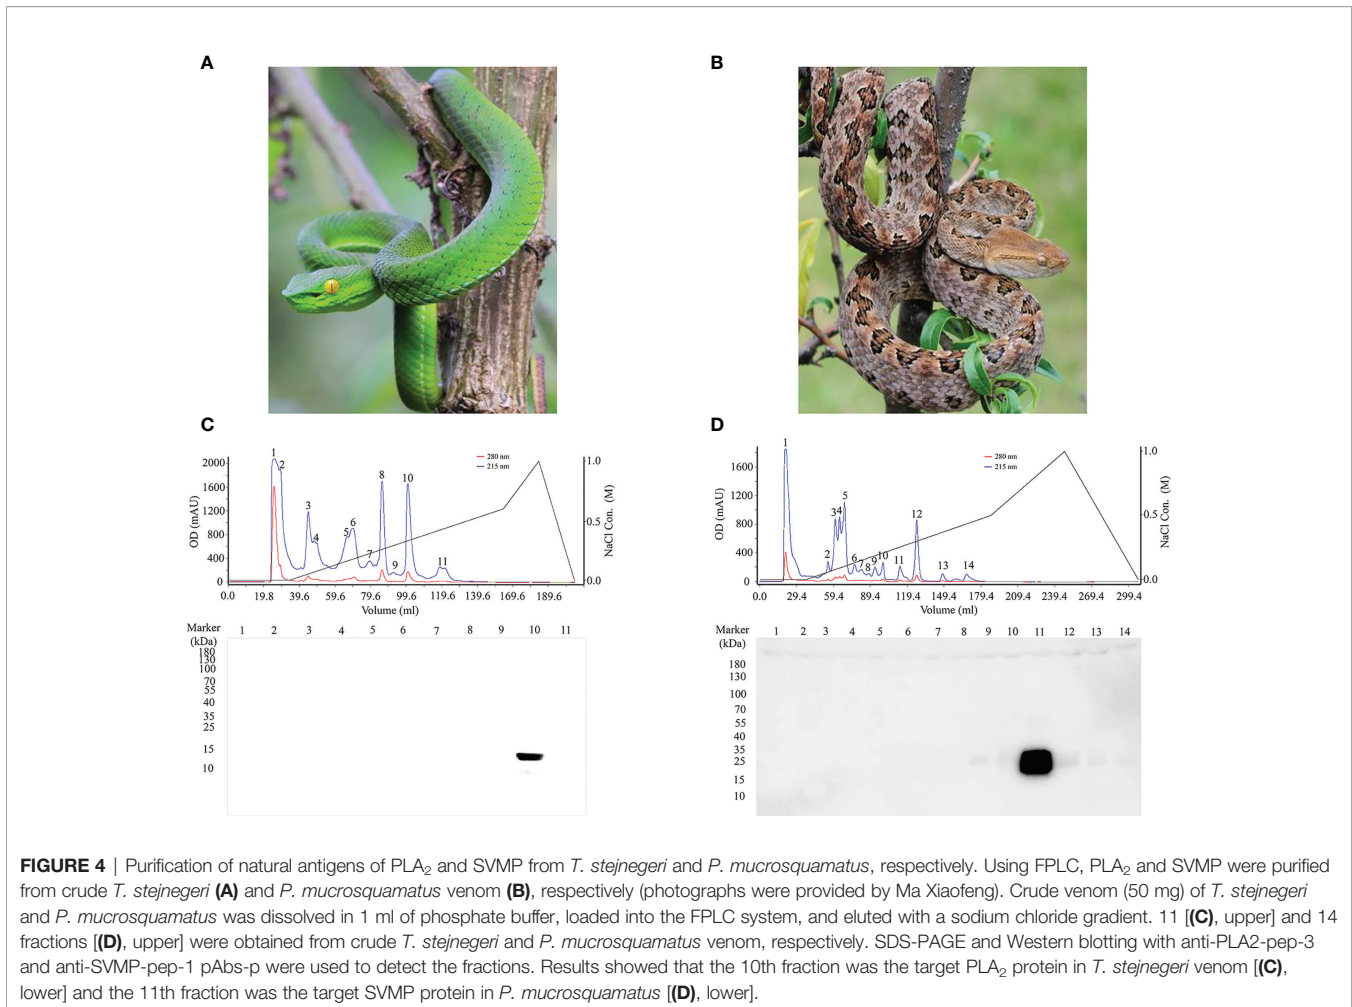 A
B
C
D
280 nm
215 nm
2000
1600
1200
800
400
0
OD (mAU)
1
2
3
4
5
6
7
8
9
10
11
1.0
0.5
0.0
NaCl Con. (M)
0.0 19.8 39.6 59.6 79.6 99.6 119.6 139.6 169.6 189.6
Volume (ml)
280 nm
215 nm
1600
1200
800
400
0
OD (mAU)
1
2
3
4
5
6
7
8
9
10
11
12
13
14
1.0
0.5
0.0
NaCl Con. (M)
0.0 29.4 59.4 89.4 119.4 149.4 179.4 209.4 239.4 299.4
Volume (ml)
Marker
(kDa)
1 2 3 4 5 6 7 8 9 10 11
180
130
100
70
55
40
35
25
15
10
Marker
(kDa)
1 2 3 4 5 6 7 8 9 10 11 12 13 14
180
130
100
70
55
40
35
25
15
10
FIGURE 4 | Purification of natural antigens of PLA₂ and SVMP from T. stejnegeri and P. mucrosquamatus, respectively. Using FPLC, PLA₂ and SVMP were purified
from crude T. stejnegeri (A) and P. mucrosquamatus venom (B), respectively (photographs were provided by Ma Xiaofeng). Crude venom (50 mg) of T. stejnegeri
and P. mucrosquamatus was dissolved in 1 ml of phosphate buffer, loaded into the FPLC system, and eluted with a sodium chloride gradient. 11 [(C), upper] and 14
fractions [(D), upper] were obtained from crude T. stejnegeri and P. mucrosquamatus venom, respectively. SDS-PAGE and Western blotting with anti-PLA2-pep-3
and anti-SVMP-pep-1 pAbs-p were used to detect the fractions. Results showed that the 10th fraction was the target PLA₂ protein in T. stejnegeri venom [(C),
lower] and the 11th fraction was the target SVMP protein in P. mucrosquamatus [(D), lower].